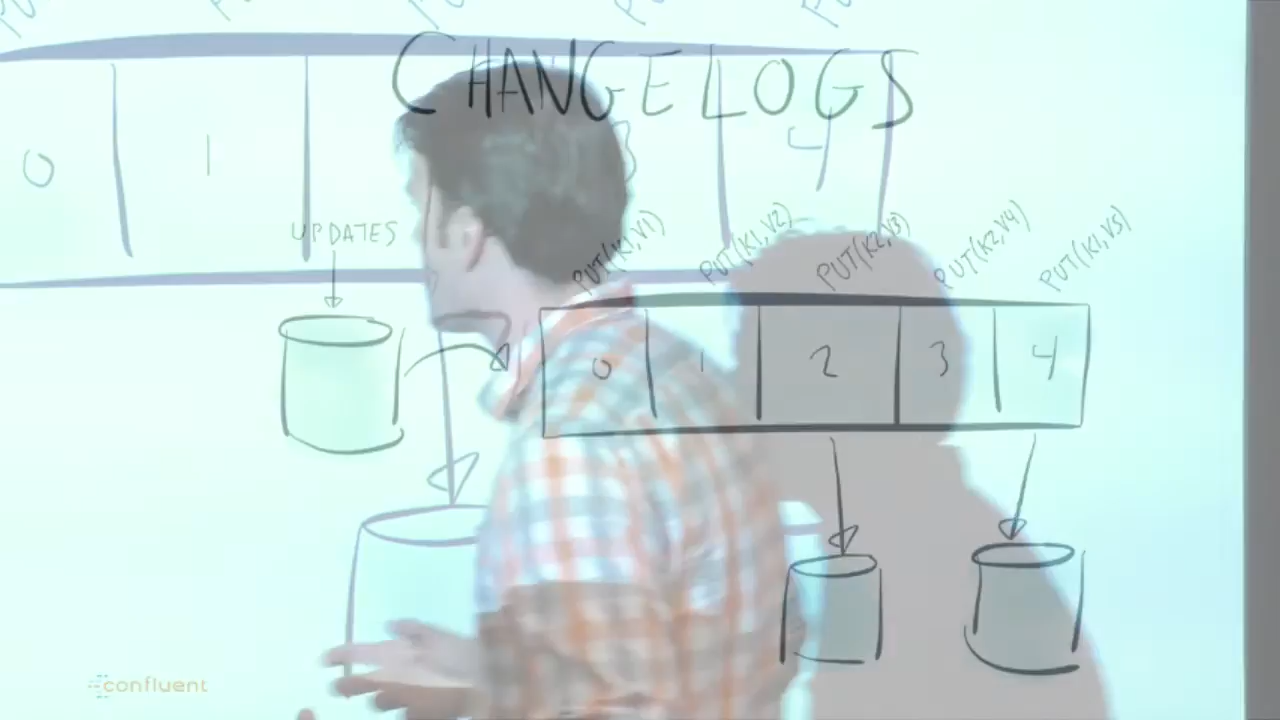 CHANGELOGS
0 1 3 4
UPDATES
PUT(K1,V1) PUT(K1,V2) PUT(K2,V3) PUT(K2,V4) PUT(K1,V5)
0 1 2 3 4
confluent